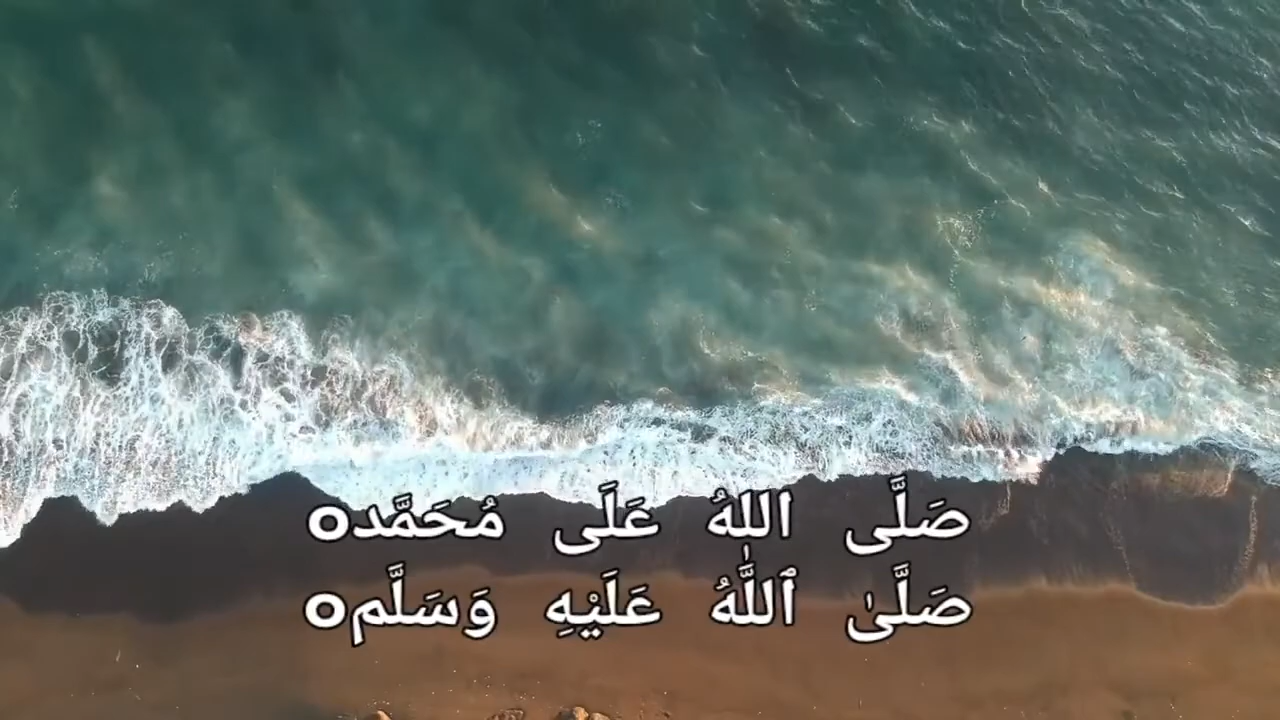 صَلَّى اللهُ عَلَى مُحَمَّد○
صَلَّىٰ ٱللَّٰهُ عَلَيْهِ وَسَلَّم○